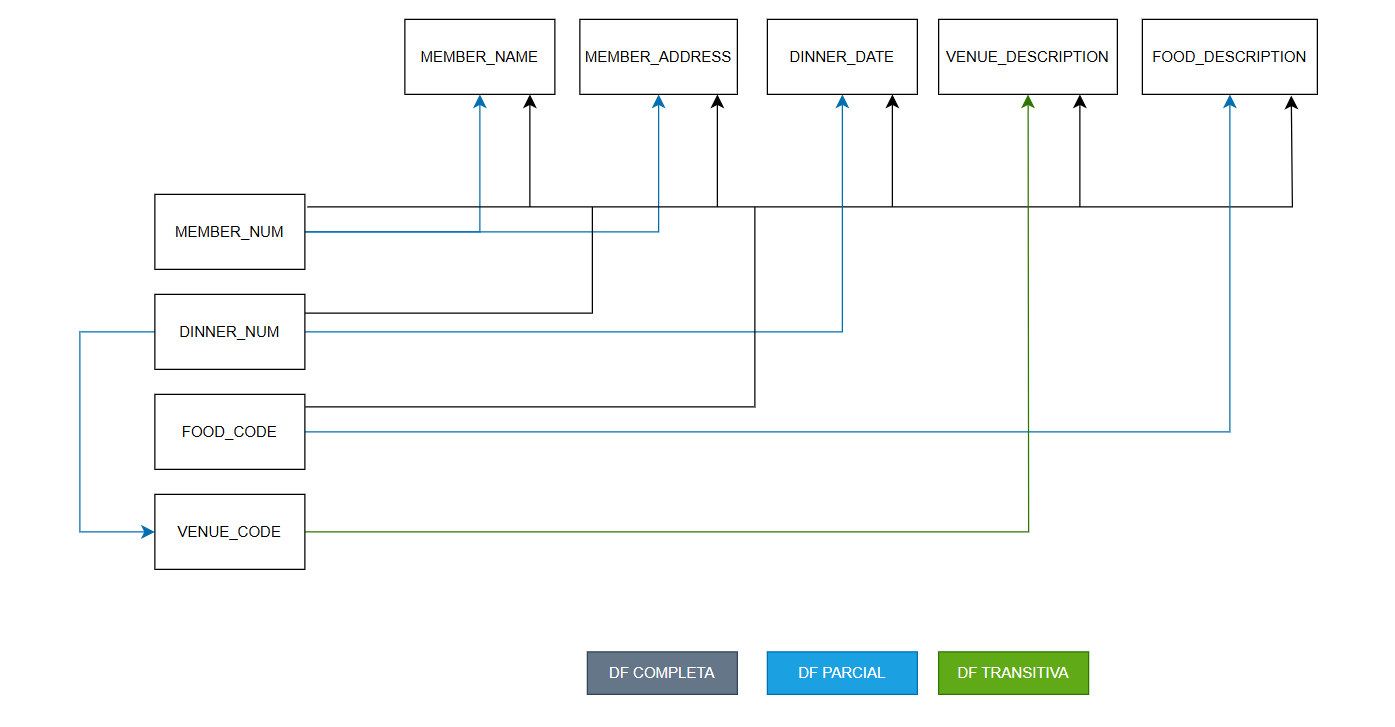 MEMBER_NAME
MEMBER_ADDRESS
DINNER_DATE
VENUE_DESCRIPTION
FOOD_DESCRIPTION
MEMBER_NUM
DINNER_NUM
FOOD_CODE
VENUE_CODE
DF COMPLETA
DF PARCIAL
DF TRANSITIVA